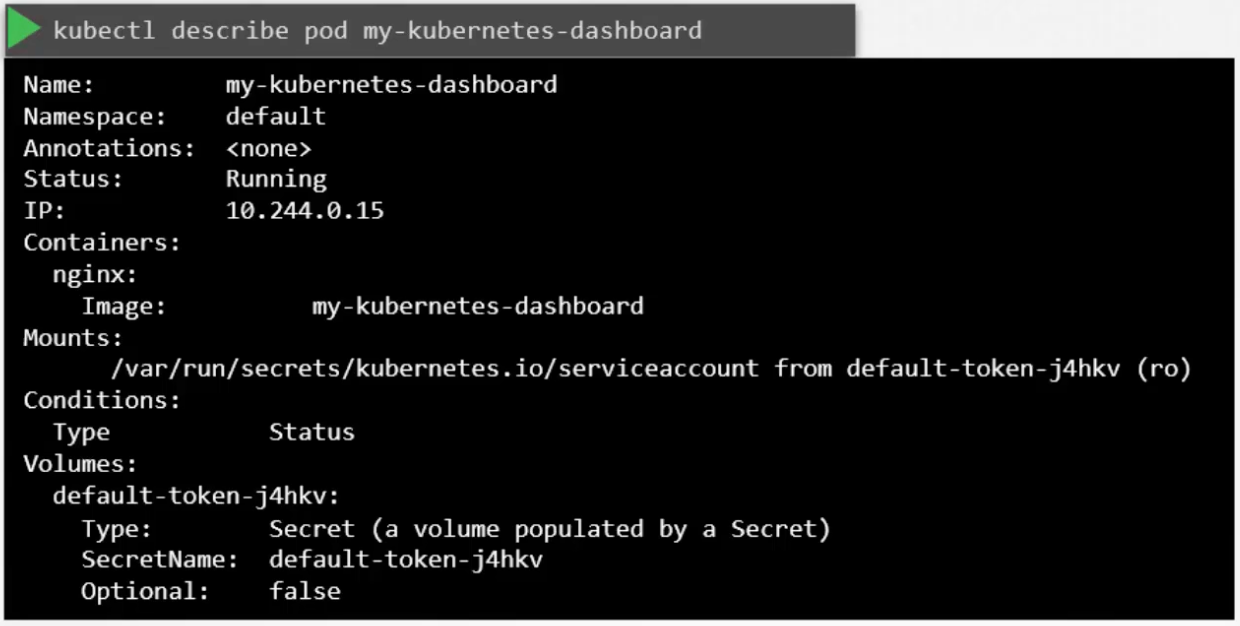 kubectl describe pod my-kubernetes-dashboard
Name: my-kubernetes-dashboard
Namespace: default
Annotations: <none>
Status: Running
IP: 10.244.0.15
Containers:
nginx:
Image: my-kubernetes-dashboard
Mounts:
/var/run/secrets/kubernetes.io/serviceaccount from default-token-j4hkv (ro)
Conditions:
Type Status
Volumes:
default-token-j4hkv:
Type: Secret (a volume populated by a Secret)
SecretName: default-token-j4hkv
Optional: false